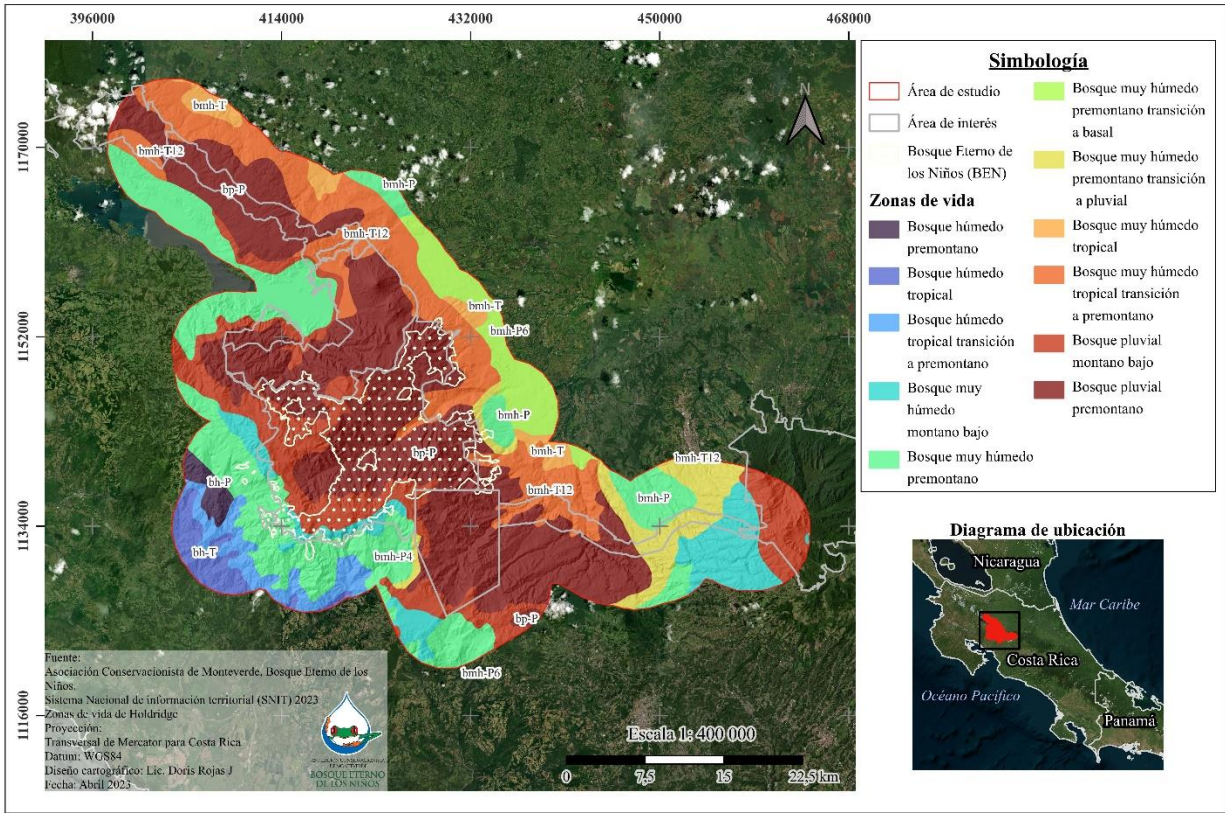 396000
414000
432000
450000
468000
1170000
1152000
1134000
1116000
bmh-T
bmh-T12
bp-P
bmh-P
bmh-T12
bmh-T
bmh-P6
bmh-P
bmh-T
bmh-T12
bp-P
bmh-T12
bmh-P
bh-P
bh-T
bmh-P4
bp-P
bmh-P6
N
Fuente:
Asociación Conservacionista de Monteverde, Bosque Eterno de los
Niños.
Sistema Nacional de información territorial (SNIT) 2023
Zonas de vida de Holdridge
Proyección:
Transversal de Mercator para Costa Rica
Datum: WGS84
Diseño cartográfico: Lic. Doris Rojas J
Fecha: Abril 2023
BOSQUE ETERNO
DE LOS NIÑOS
Escala 1: 400 000
0 7,5 15 22,5 km
Simbología
Área de estudio
Área de interés
Bosque Eterno de
los Niños (BEN)
Zonas de vida
Bosque húmedo
premontano
Bosque húmedo
tropical
Bosque húmedo
tropical transición
a premontano
Bosque muy
húmedo
montano bajo
Bosque muy húmedo
premontano
Bosque muy húmedo
premontano transición
a basal
Bosque muy húmedo
premontano transición
a pluvial
Bosque muy húmedo
tropical
Bosque muy húmedo
tropical transición
a premontano
Bosque pluvial
montano bajo
Bosque pluvial
premontano
Diagrama de ubicación
Nicaragua
Mar Caribe
Costa Rica
Océano Pacífico
Panamá